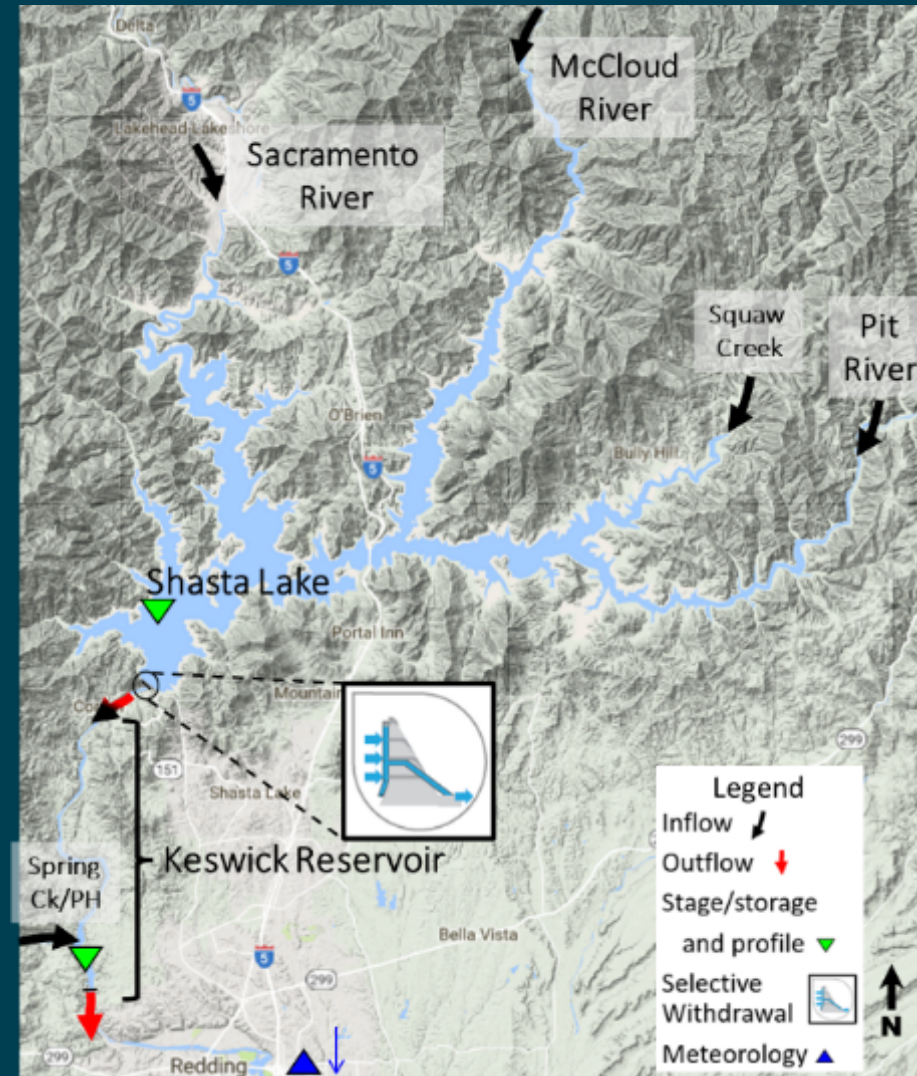 Delta
McCloud
River
5
Lakehead-Lakeshore
Sacramento
River
5
Squaw
Creek
Pit
River
O'Brien
Bully Hill
5
Shasta Lake
Portal Inn
Mountain
299
151
Shasta Lake
Keswick Reservoir
Spring
Ck/PH
Bella Vista
5
299
299
Redding
Legend
Inflow
Outflow
Stage/storage
and profile
Selective
Withdrawal
Meteorology
N